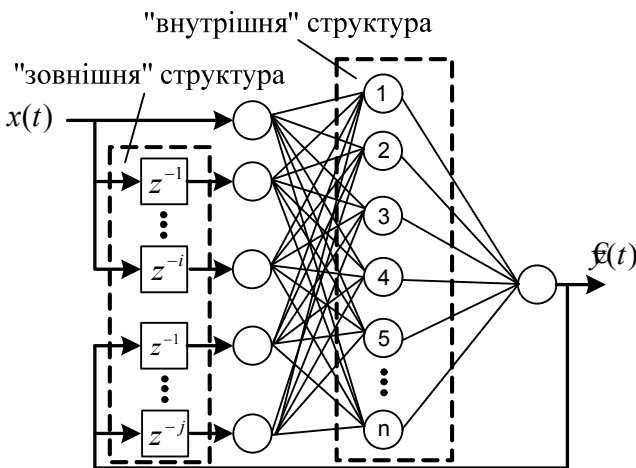 "внутрішня" структура
"зовнішня" структура
x(t)
1
z⁻¹
2
z⁻ⁱ
3
4
z⁻¹
5
z⁻ʲ
n
(t)